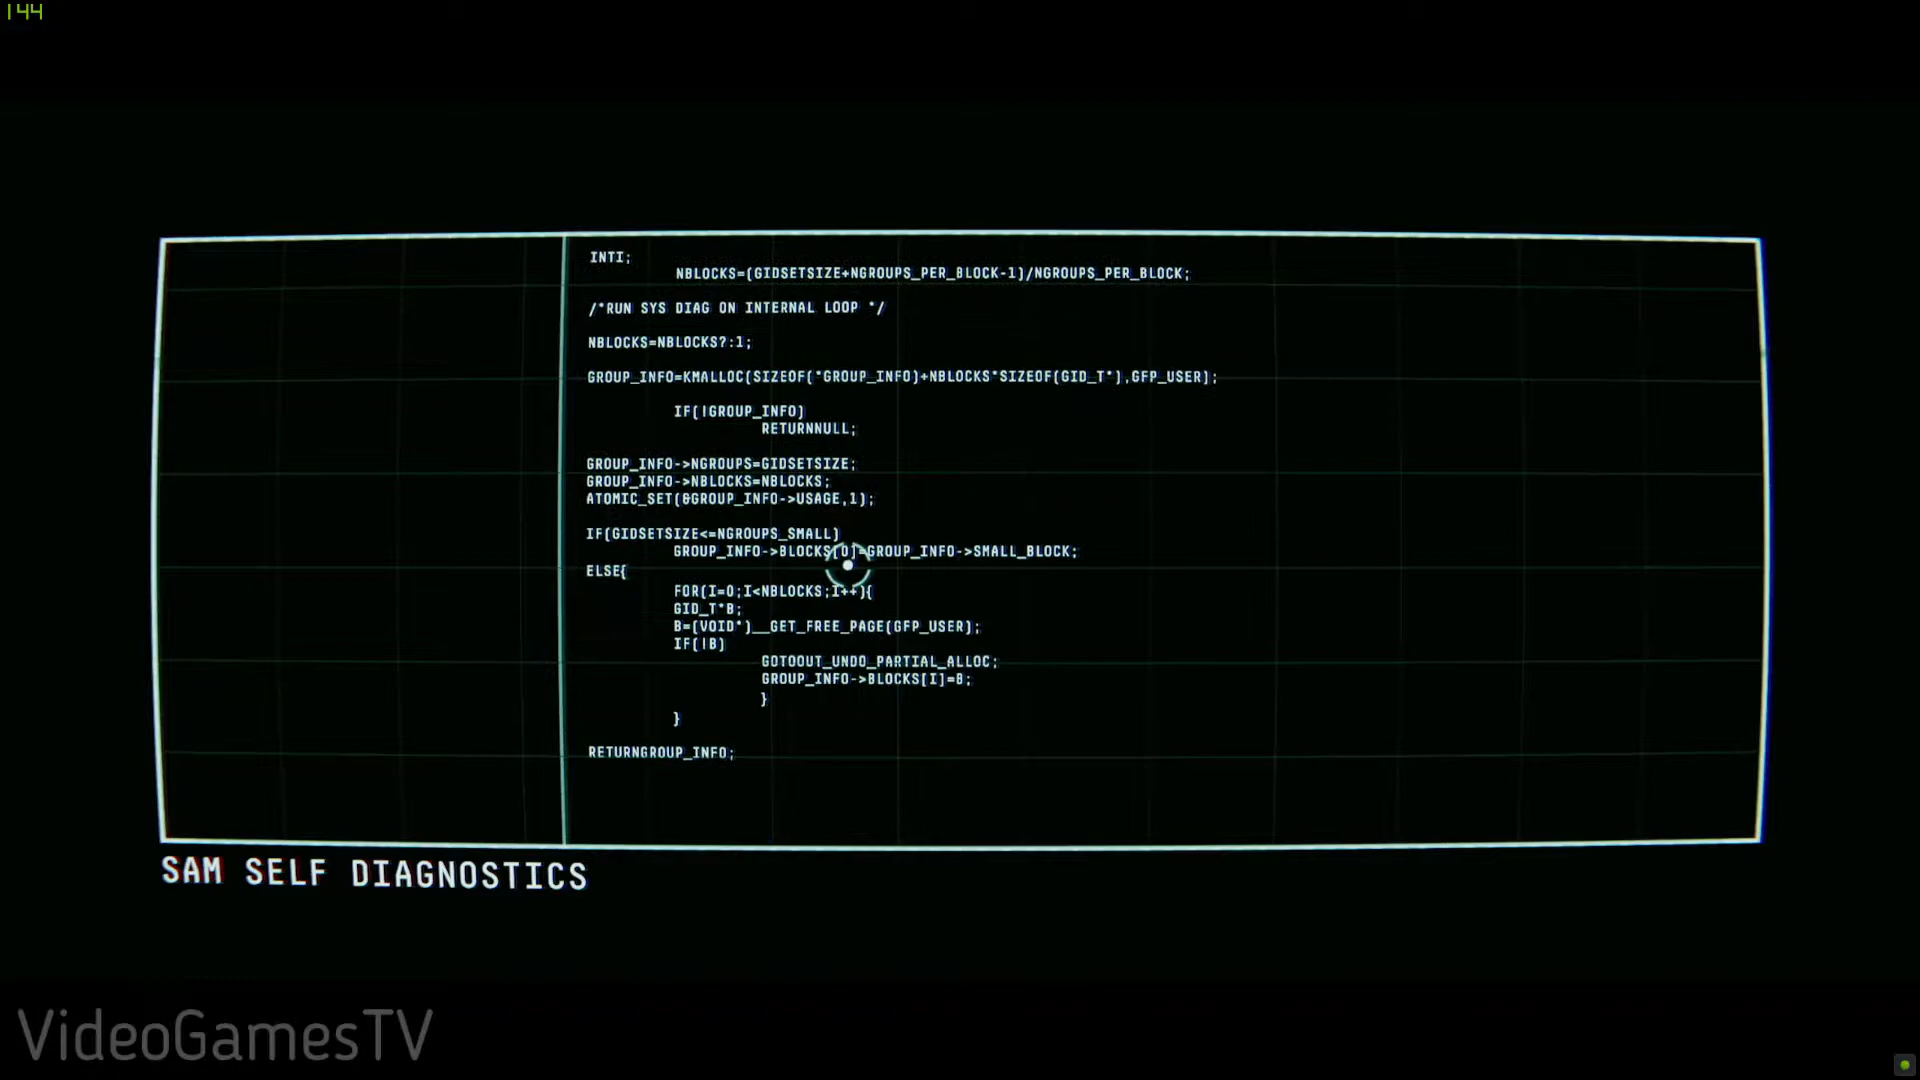 144
INTI;
NBLOCKS=(GIDSETSIZE+NGROUPS_PER_BLOCK-1)/NGROUPS_PER_BLOCK;
/*RUN SYS DIAG ON INTERNAL LOOP */
NBLOCKS=NBLOCKS?:1;
GROUP_INFO=KMALLOC(SIZEOF(*GROUP_INFO)+NBLOCKS*SIZEOF(GID_T*),GFP_USER);
IF(!GROUP_INFO)
RETURNNULL;
GROUP_INFO->NGROUPS=GIDSETSIZE;
GROUP_INFO->NBLOCKS=NBLOCKS;
ATOMIC_SET(&GROUP_INFO->USAGE,1);
IF(GIDSETSIZE<=NGROUPS_SMALL)
GROUP_INFO->BLOCKS[0]=GROUP_INFO->SMALL_BLOCK;
ELSE{
FOR(I=0;I<NBLOCKS;I++){
GID_T*B;
B=(VOID*)__GET_FREE_PAGE(GFP_USER);
IF(!B)
GOTOOUT_UNDO_PARTIAL_ALLOC;
GROUP_INFO->BLOCKS[I]=B;
}
}
RETURNGROUP_INFO;
SAM SELF DIAGNOSTICS
VideoGamesTV